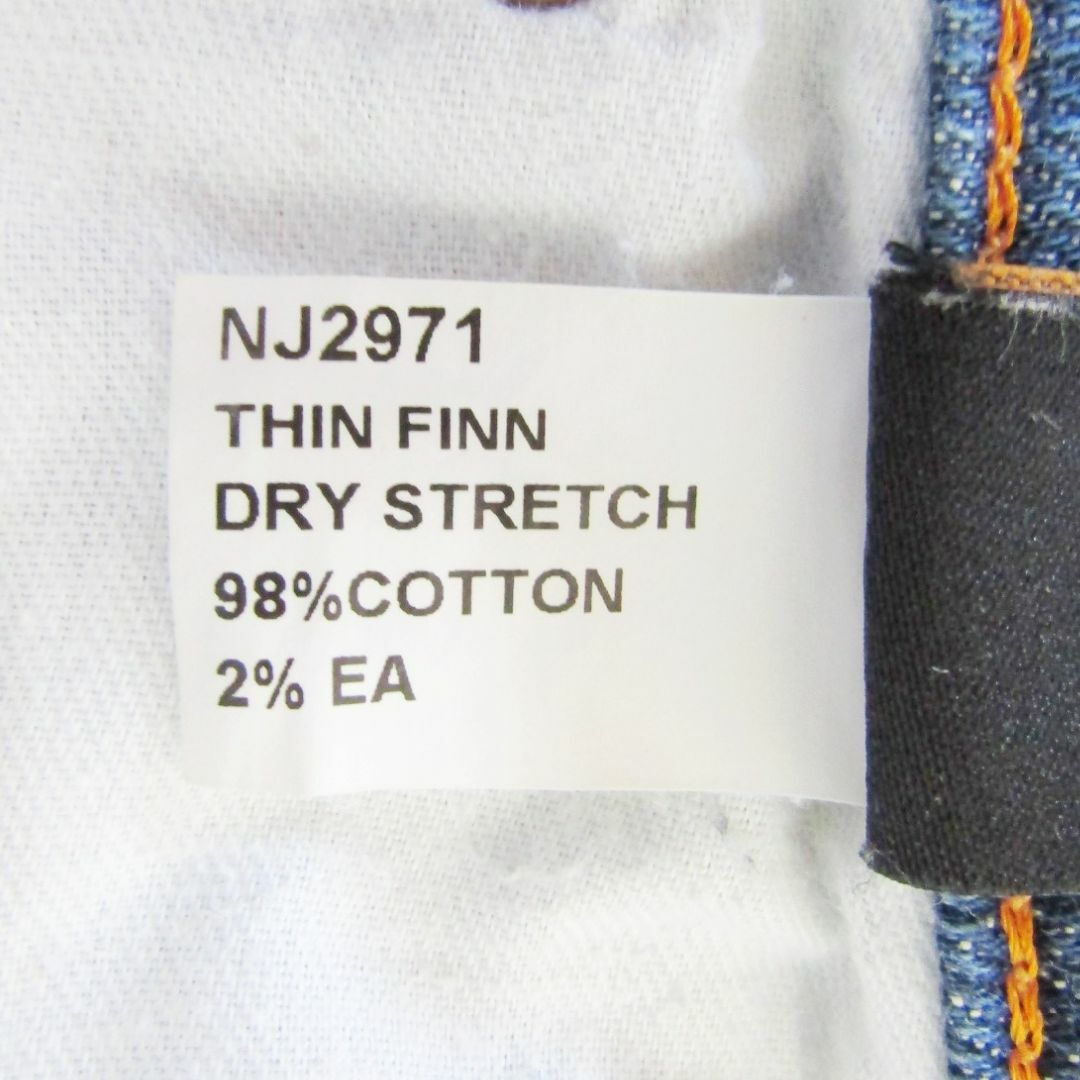 NJ2971
THIN FINN
DRY STRETCH
98%COTTON
2% EA